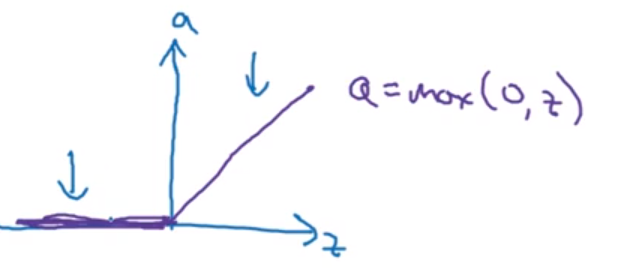 a
a = max(0, z)
z